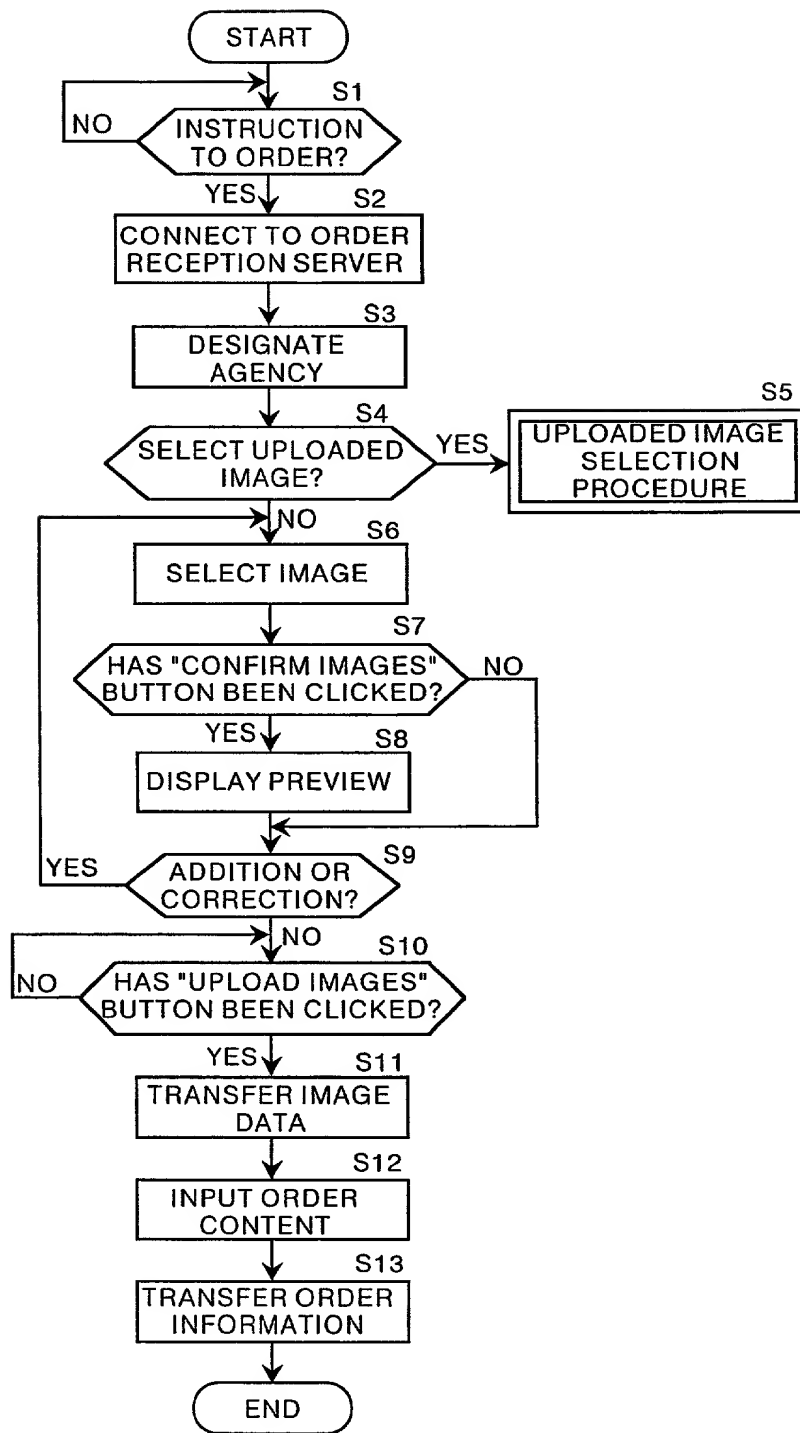 START
S1
NO
INSTRUCTION
TO ORDER?
YES
S2
CONNECT TO ORDER
RECEPTION SERVER
S3
DESIGNATE
AGENCY
S4
S5
SELECT UPLOADED
IMAGE?
YES
UPLOADED IMAGE
SELECTION
PROCEDURE
NO
S6
SELECT IMAGE
S7
HAS "CONFIRM IMAGES"
BUTTON BEEN CLICKED?
NO
YES
S8
DISPLAY PREVIEW
S9
YES
ADDITION OR
CORRECTION?
NO
S10
NO
HAS "UPLOAD IMAGES"
BUTTON BEEN CLICKED?
YES
S11
TRANSFER IMAGE
DATA
S12
INPUT ORDER
CONTENT
S13
TRANSFER ORDER
INFORMATION
END